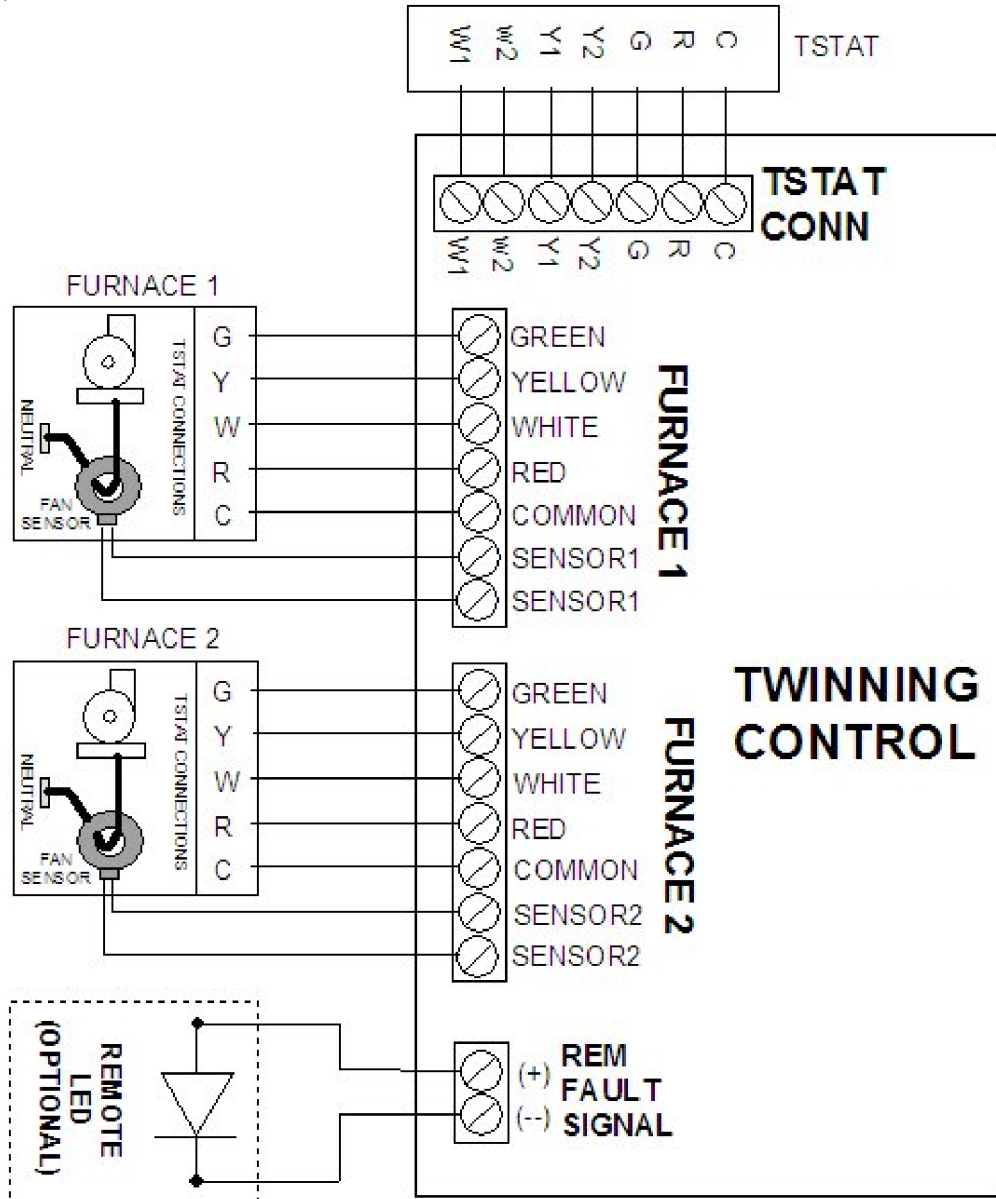 W1 W2 Y1 Y2 G R C
TSTAT
TSTAT
CONN
W1 W2 Y1 Y2 G R C
FURNACE 1
G
Y
W
R
C
TSTAT CONNECTIONS
NEUTRAL
FAN
SENSOR
GREEN
YELLOW
WHITE
RED
COMMON
SENSOR1
SENSOR1
FURNACE 1
FURNACE 2
G
Y
W
R
C
TSTAT CONNECTIONS
NEUTRAL
FAN
SENSOR
GREEN
YELLOW
WHITE
RED
COMMON
SENSOR2
SENSOR2
FURNACE 2
TWINNING
CONTROL
REMOTE
LED
(OPTIONAL)
(+)
(--)
REM
FAULT
SIGNAL